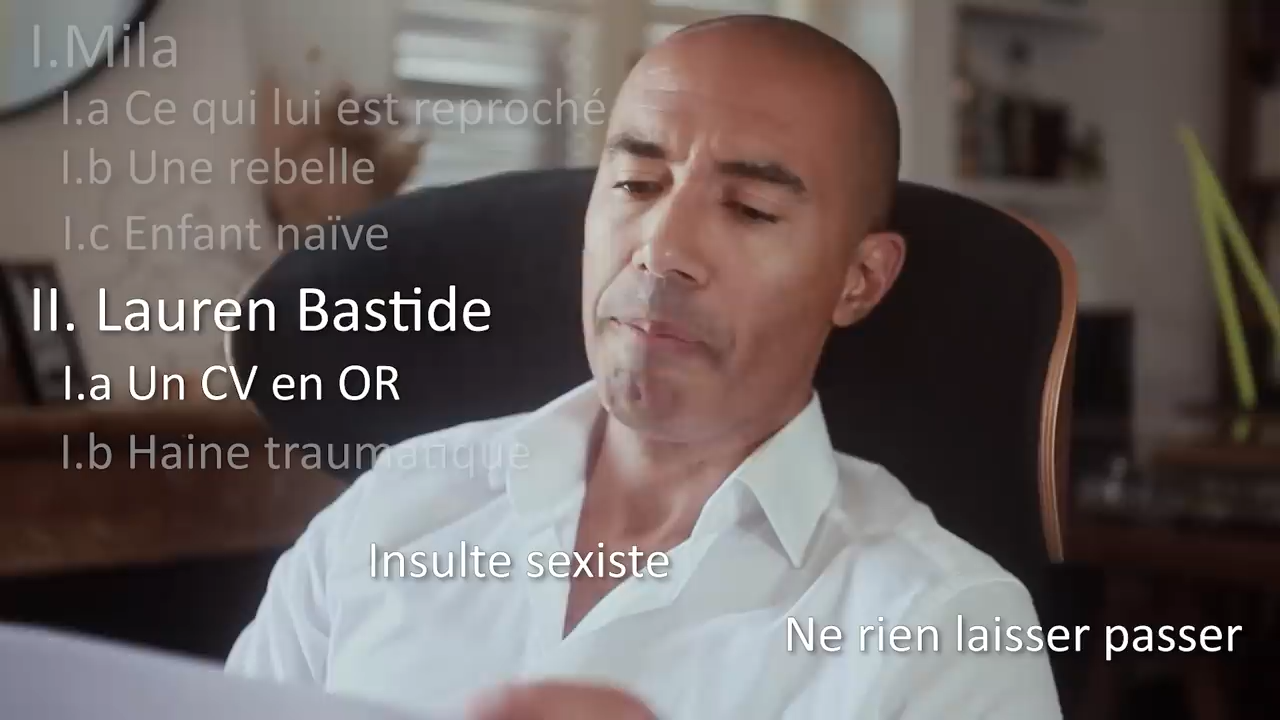 I.Mila
I.a Ce qui lui est reproché
I.b Une rebelle
I.c Enfant naïve
II. Lauren Bastide
I.a Un CV en OR
I.b Haine traumatique
Insulte sexiste
Ne rien laisser passer